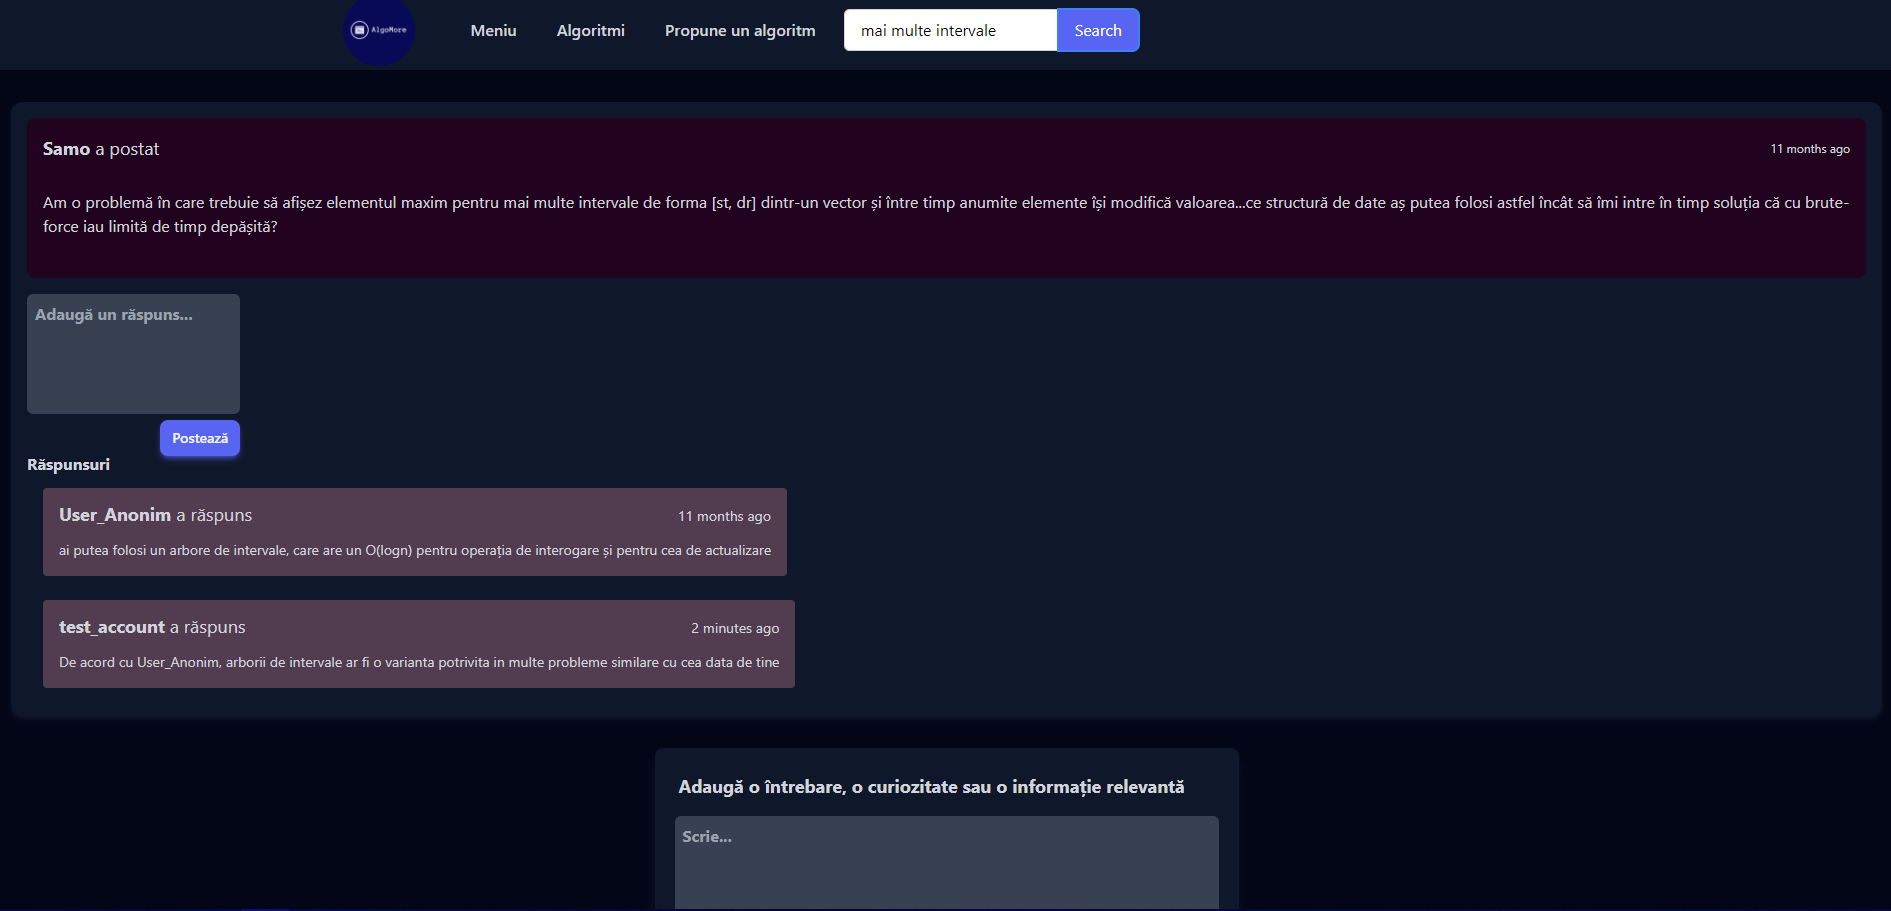 AlgoMore
Meniu
Algoritmi
Propune un algoritm
mai multe intervale
Search
Samo a postat
11 months ago
Am o problemă în care trebuie să afișez elementul maxim pentru mai multe intervale de forma [st, dr] dintr-un vector și între timp anumite elemente își modifică valoarea...ce structură de date aș putea folosi astfel încât să îmi intre în timp soluția că cu brute-
force iau limită de timp depășită?
Adaugă un răspuns...
Postează
Răspunsuri
User_Anonim a răspuns
11 months ago
ai putea folosi un arbore de intervale, care are un O(logn) pentru operația de interogare și pentru cea de actualizare
test_account a răspuns
2 minutes ago
De acord cu User_Anonim, arborii de intervale ar fi o varianta potrivita in multe probleme similare cu cea data de tine
Adaugă o întrebare, o curiozitate sau o informație relevantă
Scrie...